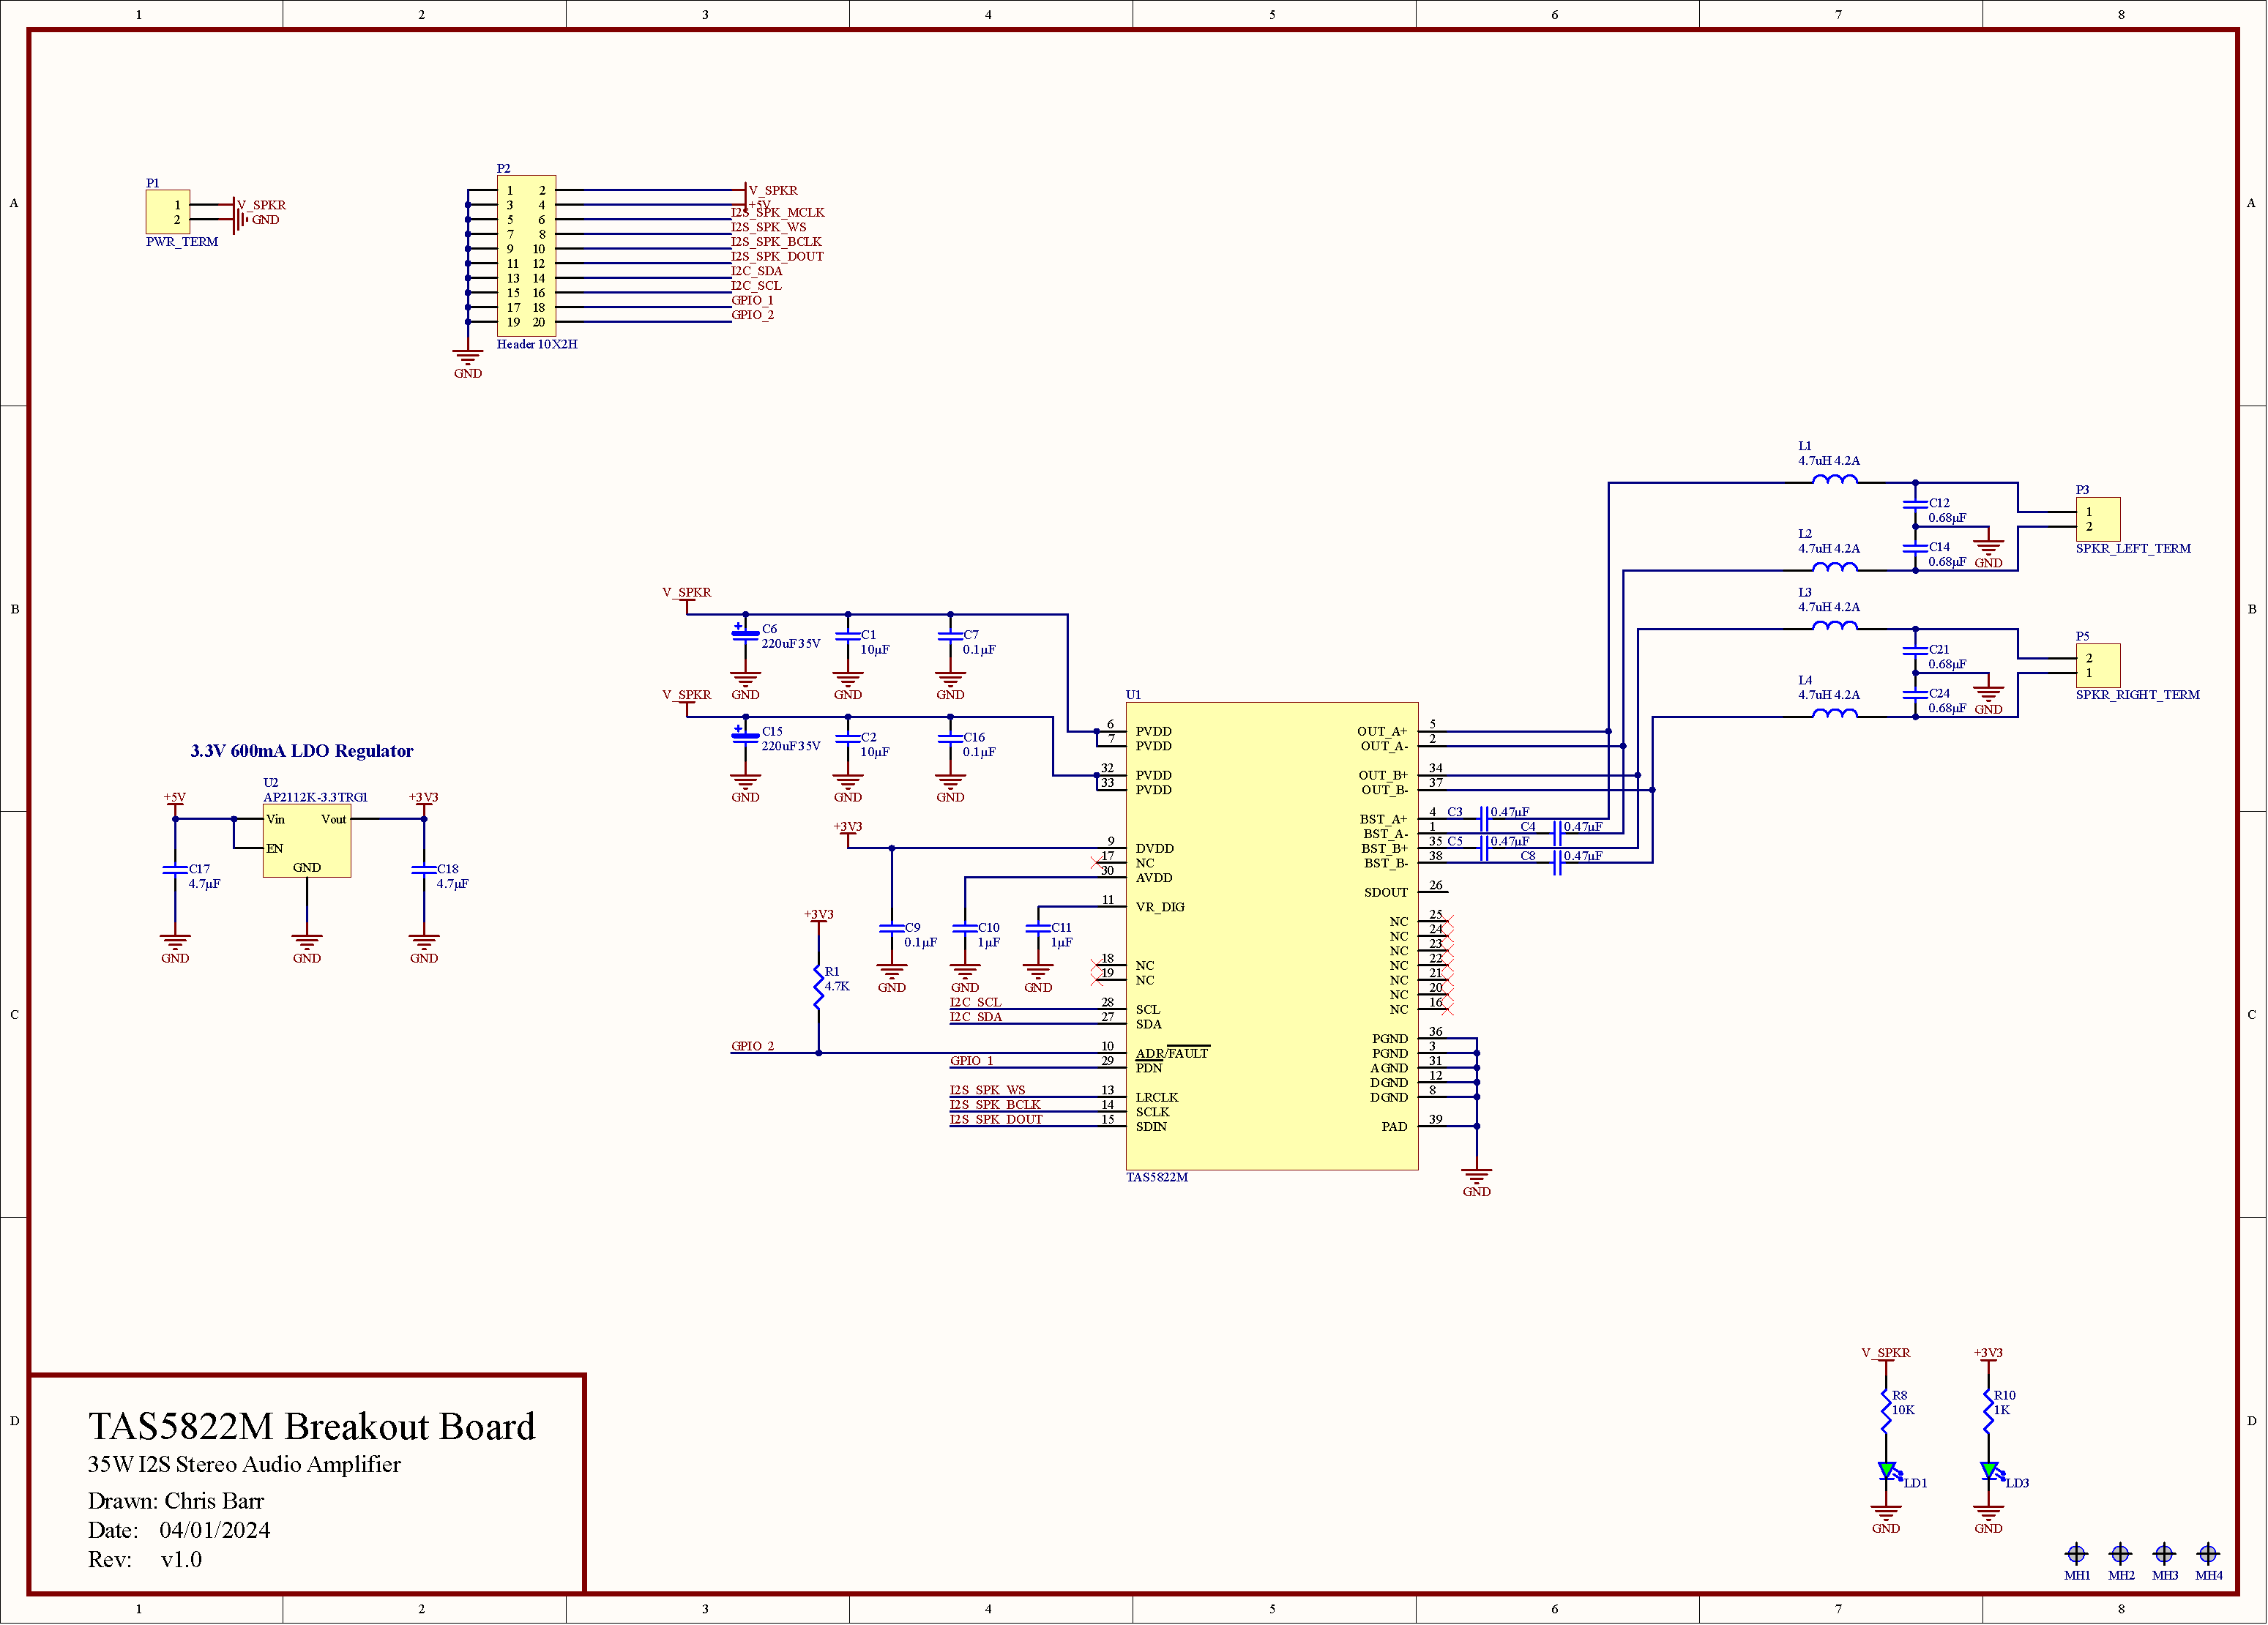 1 2 3 4 5 6 7 8
A A
P1
1 V_SPKR
2 GND
PWR_TERM
P2
1 2 V_SPKR
3 4 +5V
5 6 I2S_SPK_MCLK
7 8 I2S_SPK_WS
9 10 I2S_SPK_BCLK
11 12 I2S_SPK_DOUT
13 14 I2C_SDA
15 16 I2C_SCL
17 18 GPIO_1
19 20 GPIO_2
Header 10X2H
GND
B B
L1
4.7uH 4.2A
C12
0.68µF
L2
4.7uH 4.2A
C14
0.68µF
GND
P3
1
2
SPKR_LEFT_TERM
L3
4.7uH 4.2A
C21
0.68µF
L4
4.7uH 4.2A
C24
0.68µF
GND
P5
2
1
SPKR_RIGHT_TERM
V_SPKR
C6
220uF35V
C1
10µF
C7
0.1µF
GND GND GND
V_SPKR
C15
220uF35V
C2
10µF
C16
0.1µF
GND GND GND
3.3V 600mA LDO Regulator
U2
AP2112K-3.3TRG1
+5V +3V3
Vin Vout
EN
GND
C17
4.7µF
C18
4.7µF
GND GND GND
C C
U1
6 PVDD
7 PVDD
32 PVDD
33 PVDD
+3V3
9 DVDD
17 NC
30 AVDD
11 VR_DIG
C9
0.1µF
C10
1µF
C11
1µF
GND GND GND
18 NC
19 NC
+3V3
R1
4.7K
I2C_SCL 28 SCL
I2C_SDA 27 SDA
GPIO_2 10 ADR/FAULT
GPIO_1 29 PDN
I2S_SPK_WS 13 LRCLK
I2S_SPK_BCLK 14 SCLK
I2S_SPK_DOUT 15 SDIN
OUT_A+ 5
OUT_A- 2
OUT_B+ 34
OUT_B- 37
BST_A+ 4 C3 0.47µF
BST_A- 1 C4 0.47µF
BST_B+ 35 C5 0.47µF
BST_B- 38 C8 0.47µF
SDOUT 26
NC 25
NC 24
NC 23
NC 22
NC 21
NC 20
NC 16
PGND 36
PGND 3
AGND 31
DGND 12
DGND 8
PAD 39
GND
TAS5822M
D D
TAS5822M Breakout Board
35W I2S Stereo Audio Amplifier
Drawn: Chris Barr
Date: 04/01/2024
Rev: v1.0
V_SPKR +3V3
R8
10K
R10
1K
LD1 LD3
GND GND
MH1 MH2 MH3 MH4
1 2 3 4 5 6 7 8